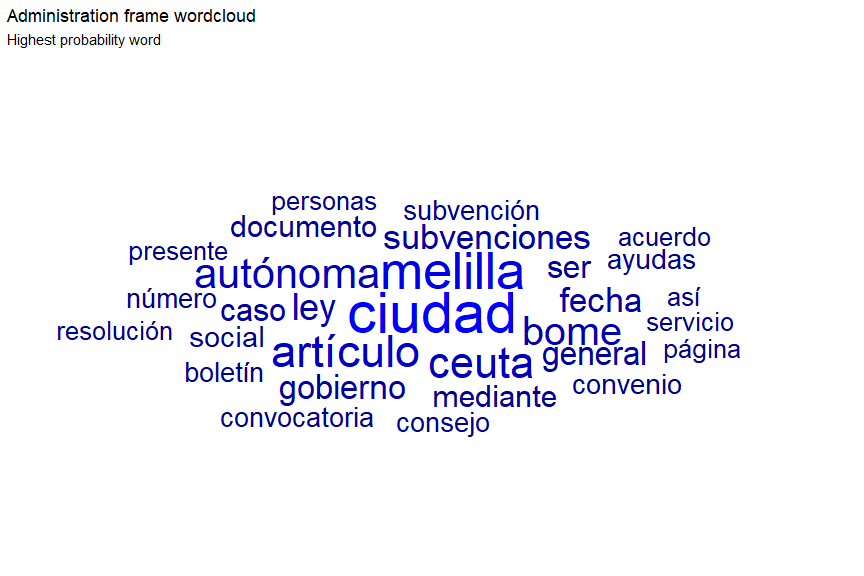 Administration frame wordcloud
Highest probability word
personas
subvención
documento
subvenciones
acuerdo
presente
autónoma
melilla
ser
ayudas
número
caso
ley
ciudad
fecha
así
resolución
social
bome
servicio
artículo
ceuta
general
página
boletín
gobierno
mediante
convenio
convocatoria
consejo